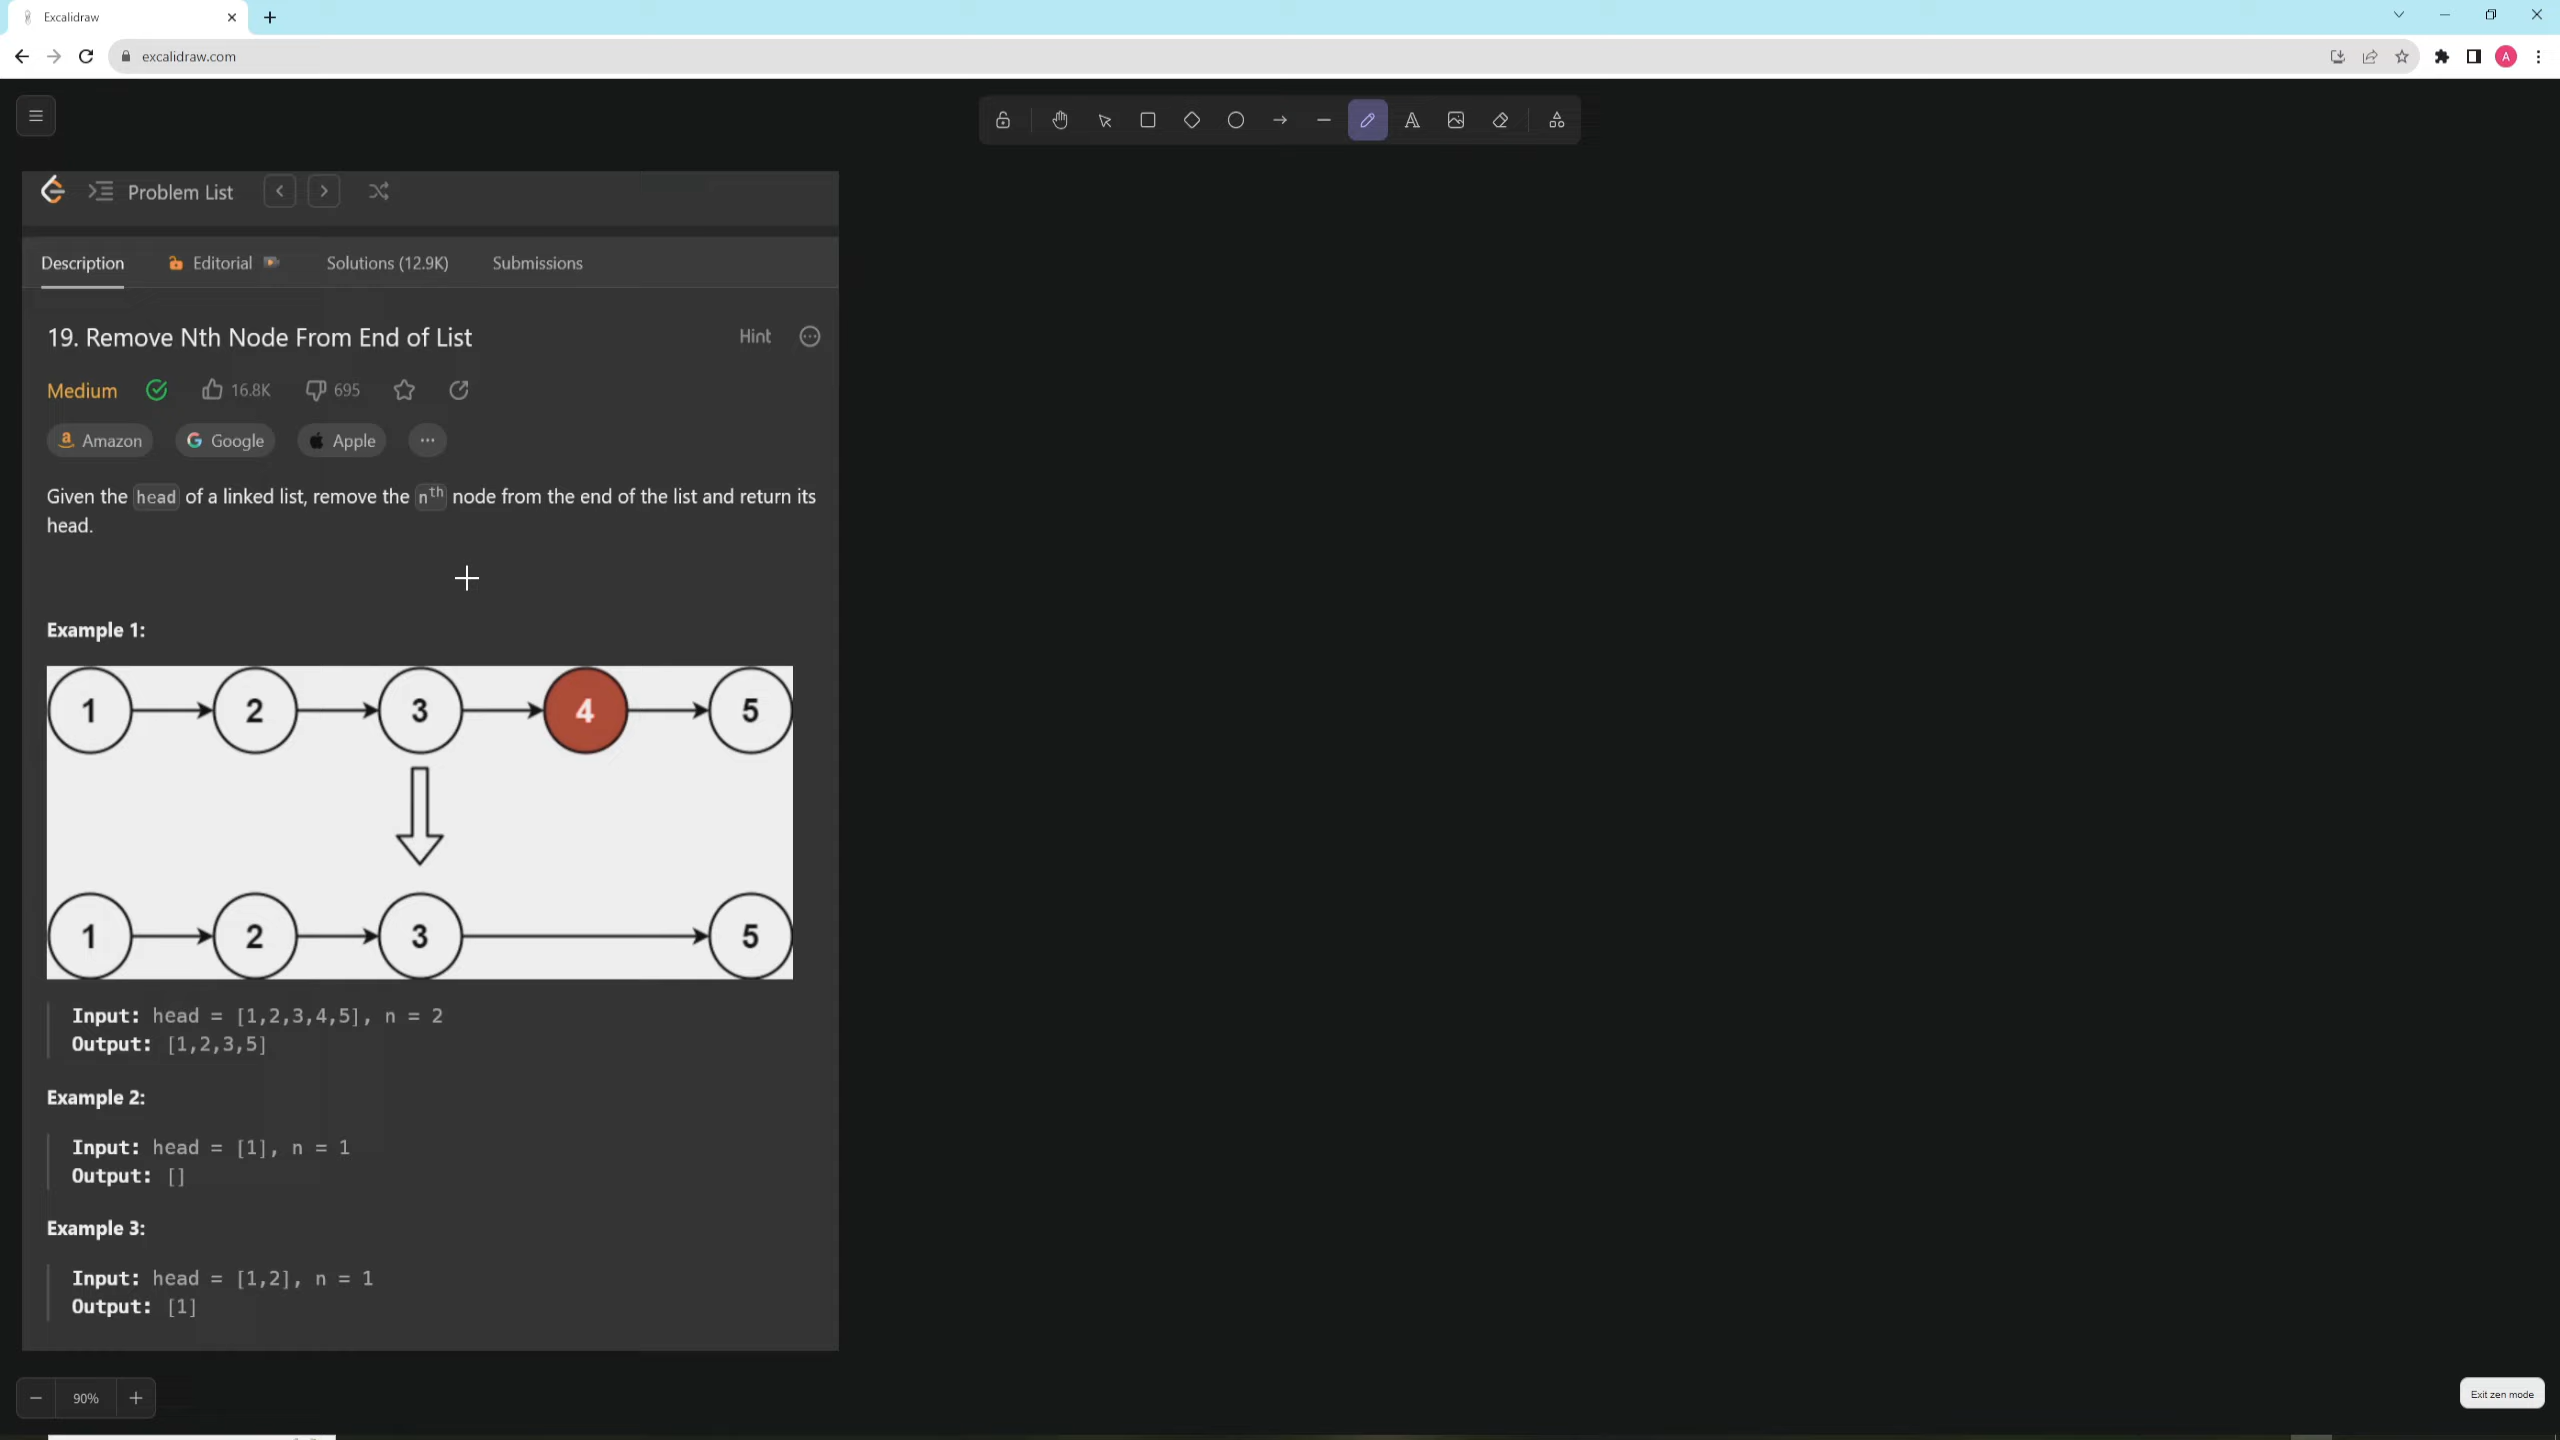 Excalidraw
excalidraw.com
A
Problem List
Description
Editorial
Solutions (12.9K)
Submissions
19. Remove Nth Node From End of List
Hint
Medium
16.8K
695
Amazon
Google
Apple
Given the head of a linked list, remove the nth node from the end of the list and return its
head.
Example 1:
1 2 3 4 5
1 2 3 5
Input: head = [1,2,3,4,5], n = 2
Output: [1,2,3,5]
Example 2:
Input: head = [1], n = 1
Output: []
Example 3:
Input: head = [1,2], n = 1
Output: [1]
90%
Exit zen mode